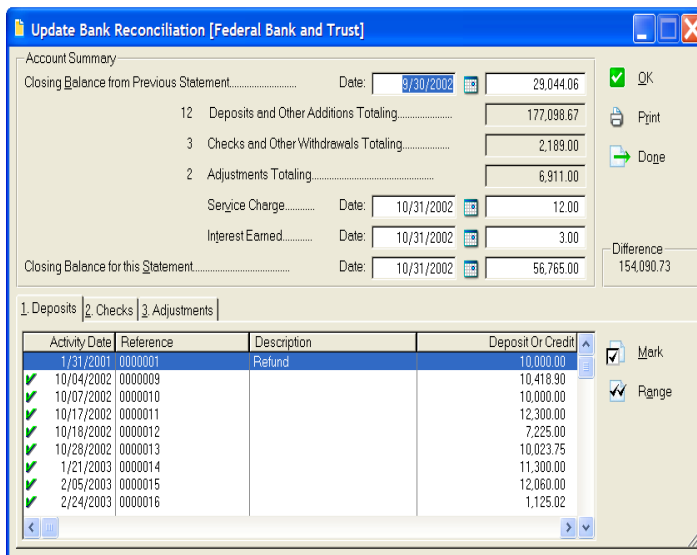 Update Bank Reconciliation [Federal Bank and Trust]
Account Summary
Closing Balance from Previous Statement........................... Date: 9/30/2002 29,044.06
12 Deposits and Other Additions Totaling..................... 177,098.67
3 Checks and Other Withdrawals Totaling................... 2,189.00
2 Adjustments Totaling................................................. 6,911.00
Service Charge............ Date: 10/31/2002 12.00
Interest Earned............ Date: 10/31/2002 3.00
Closing Balance for this Statement....................................... Date: 10/31/2002 56,765.00
OK
Print
Done
Difference
154,090.73
1. Deposits 2. Checks 3. Adjustments
Activity Date Reference Description Deposit Or Credit
1/31/2001 0000001 Refund 10,000.00
10/04/2002 0000009 10,418.90
10/07/2002 0000010 10,000.00
10/17/2002 0000011 12,300.00
10/18/2002 0000012 7,225.00
10/28/2002 0000013 10,023.75
1/21/2003 0000014 11,300.00
2/05/2003 0000015 12,060.00
2/24/2003 0000016 1,125.02
Mark
Range